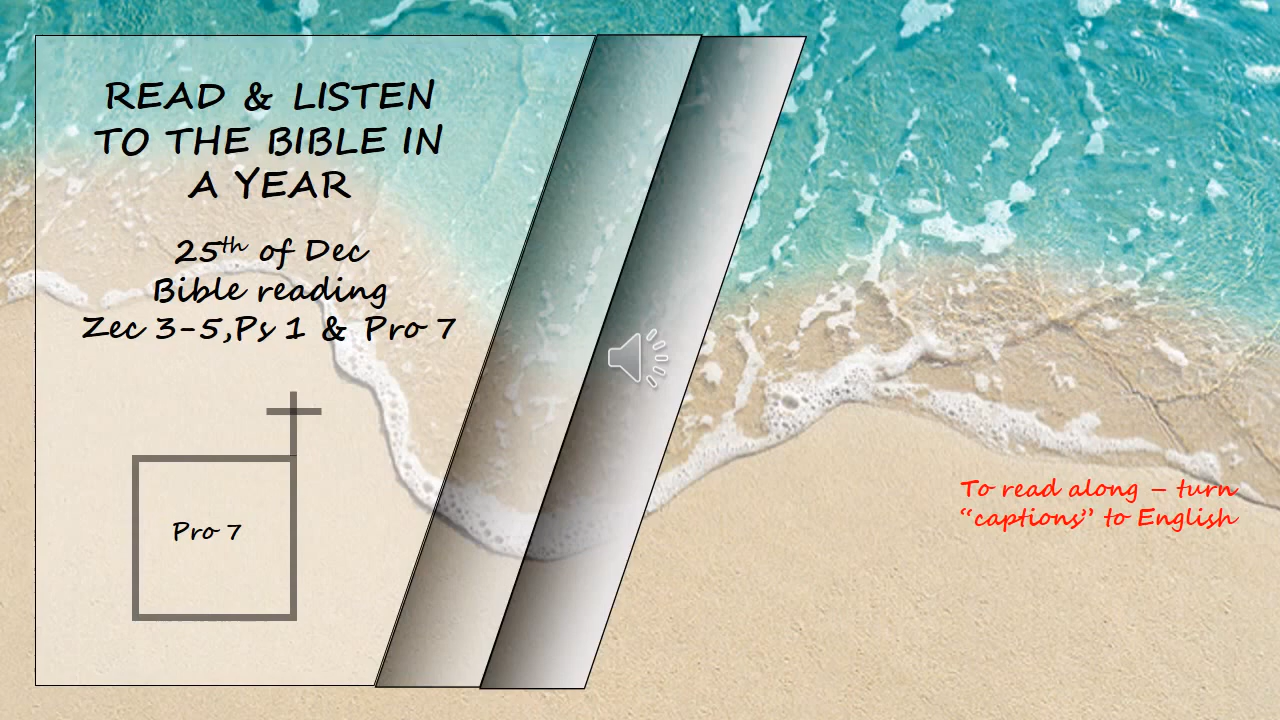 READ & LISTEN
TO THE BIBLE IN
A YEAR
25th of Dec
Bible reading
Zec 3-5,Ps 1 & Pro 7
Pro 7
To read along – turn
“captions” to English